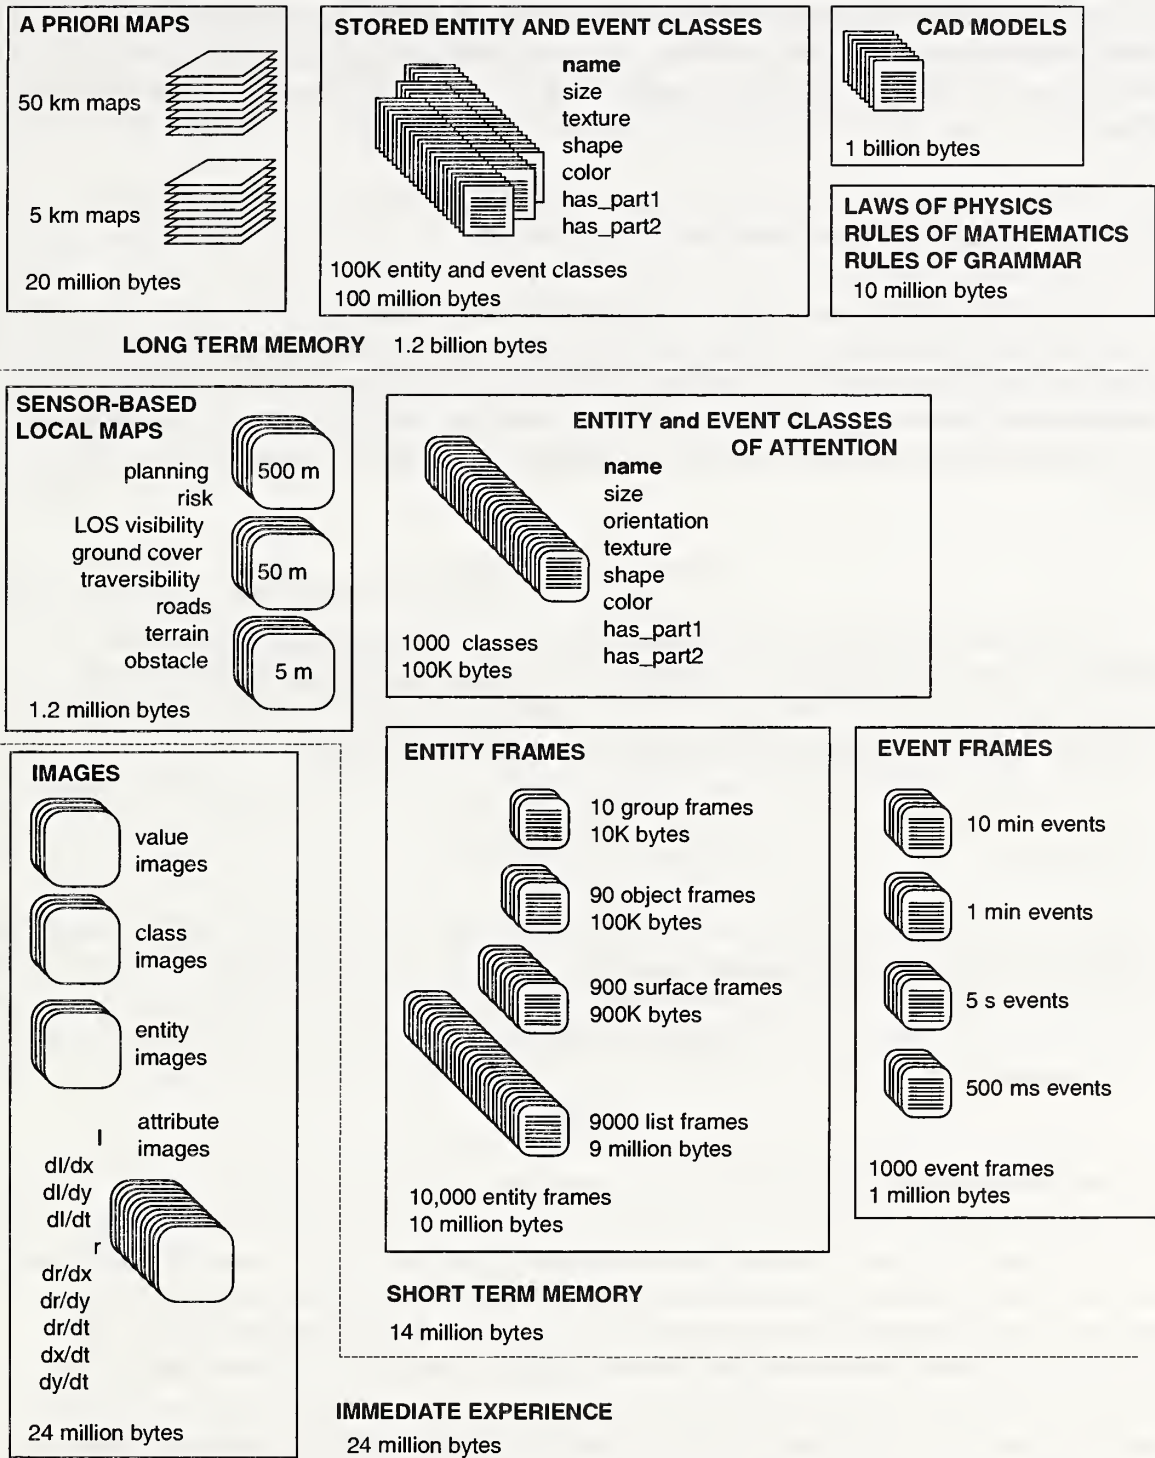 A PRIORI MAPS
50 km maps
5 km maps
20 million bytes
STORED ENTITY AND EVENT CLASSES
name
size
texture
shape
color
has_part1
has_part2
100K entity and event classes
100 million bytes
CAD MODELS
1 billion bytes
LAWS OF PHYSICS
RULES OF MATHEMATICS
RULES OF GRAMMAR
10 million bytes
LONG TERM MEMORY 1.2 billion bytes
SENSOR-BASED
LOCAL MAPS
planning
risk
LOS visibility
ground cover
traversibility
roads
terrain
obstacle
500 m
50 m
5 m
1.2 million bytes
ENTITY and EVENT CLASSES
OF ATTENTION
name
size
orientation
texture
shape
color
has_part1
has_part2
1000 classes
100K bytes
IMAGES
value
images
class
images
entity
images
attribute
images
I
dI/dx
dI/dy
dI/dt
r
dr/dx
dr/dy
dr/dt
dx/dt
dy/dt
24 million bytes
ENTITY FRAMES
10 group frames
10K bytes
90 object frames
100K bytes
900 surface frames
900K bytes
9000 list frames
9 million bytes
10,000 entity frames
10 million bytes
EVENT FRAMES
10 min events
1 min events
5 s events
500 ms events
1000 event frames
1 million bytes
SHORT TERM MEMORY
14 million bytes
IMMEDIATE EXPERIENCE
24 million bytes